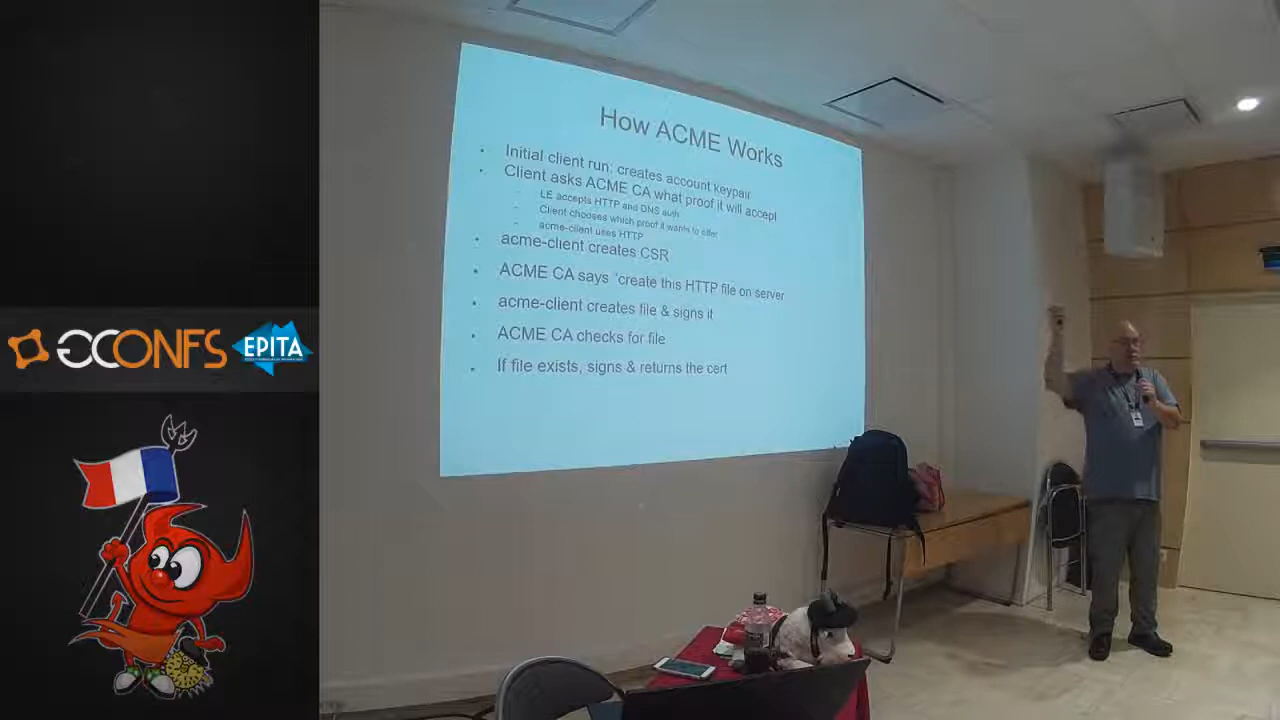 How ACME Works
Initial client run: creates account keypair
Client asks ACME CA what proof it will accept
LE accepts HTTP and DNS auth
Client chooses which proof it wants to offer
acme-client uses HTTP
acme-client creates CSR
ACME CA says "create this HTTP file on server
acme-client creates file & signs it
ACME CA checks for file
If file exists, signs & returns the cert
GCONFS
EPITA